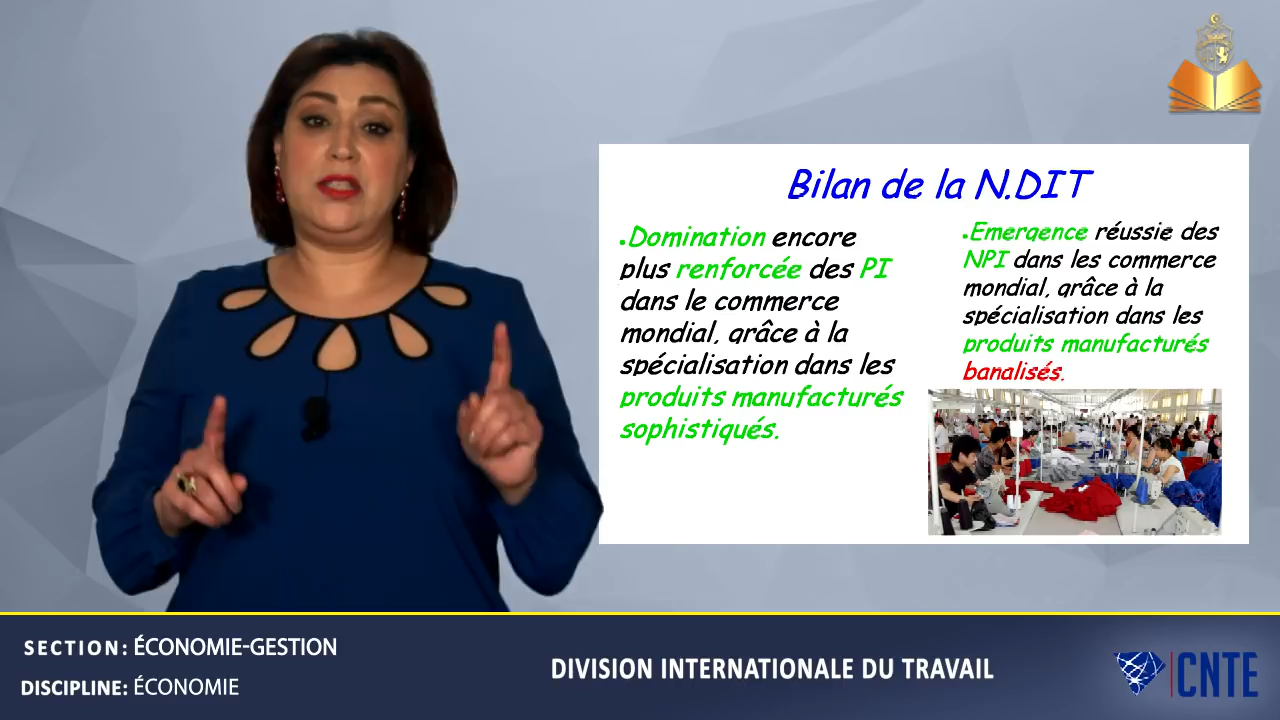 Bilan de la N.DIT
•Domination encore
plus renforcée des PI
dans le commerce
mondial, grâce à la
spécialisation dans les
produits manufacturés
sophistiqués.
•Emergence réussie des
NPI dans les commerce
mondial, grâce à la
spécialisation dans les
produits manufacturés
banalisés.
SECTION: ÉCONOMIE-GESTION
DISCIPLINE: ÉCONOMIE
DIVISION INTERNATIONALE DU TRAVAIL
CNTE